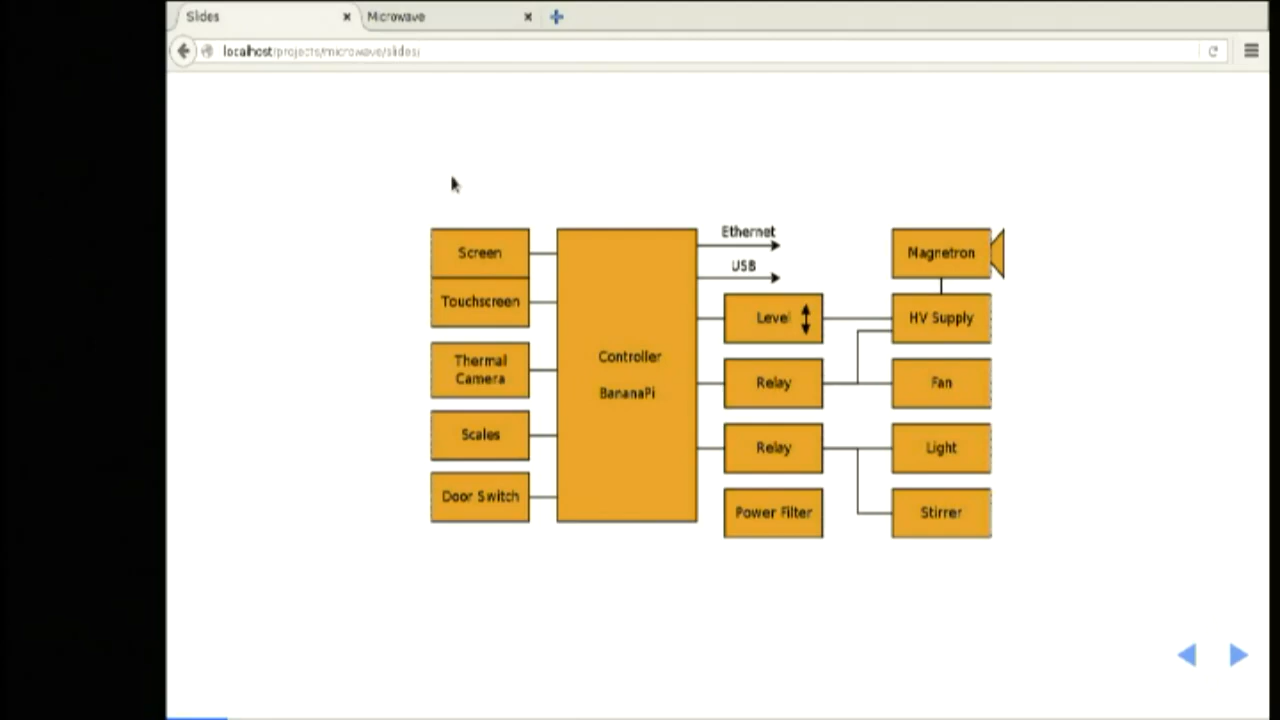 Slides
Microwave
localhost/projects/microwave/slides/
Screen
Touchscreen
Thermal
Camera
Scales
Door Switch
Controller
BananaPi
Ethernet
USB
Level
Relay
Relay
Power Filter
Magnetron
HV Supply
Fan
Light
Stirrer